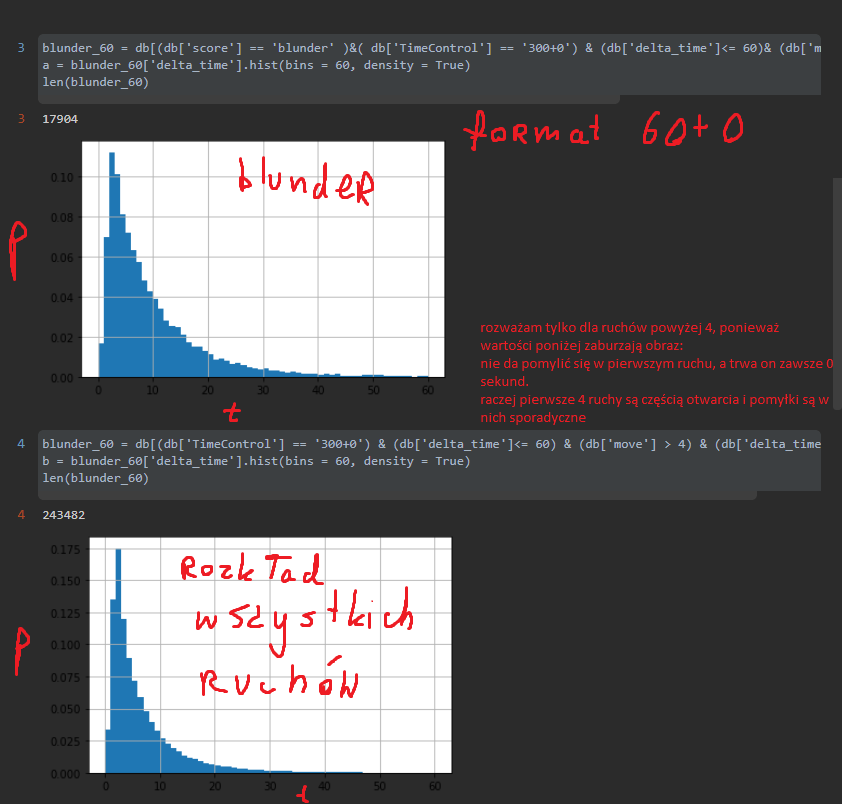 3 blunder_60 = db[(db['score'] == 'blunder' )&( db['TimeControl'] == '300+0') & (db['delta_time']<= 60)& (db['m
a = blunder_60['delta_time'].hist(bins = 60, density = True)
len(blunder_60)
3 17904
format 60+0
blunder
P
0.10
0.08
0.06
0.04
0.02
0.00
0 10 20 30 40 50 60
t
rozważam tylko dla ruchów powyżej 4, ponieważ
wartości poniżej zaburzają obraz:
nie da pomylić się w pierwszym ruchu, a trwa on zawsze 0
sekund.
raczej pierwsze 4 ruchy są częścią otwarcia i pomyłki są w
nich sporadyczne
4 blunder_60 = db[(db['TimeControl'] == '300+0') & (db['delta_time']<= 60) & (db['move'] > 4) & (db['delta_time
b = blunder_60['delta_time'].hist(bins = 60, density = True)
len(blunder_60)
4 243482
Rozkład
wszystkich
Ruchów
P
0.175
0.150
0.125
0.100
0.075
0.050
0.025
0.000
0 10 20 30 40 50 60
t